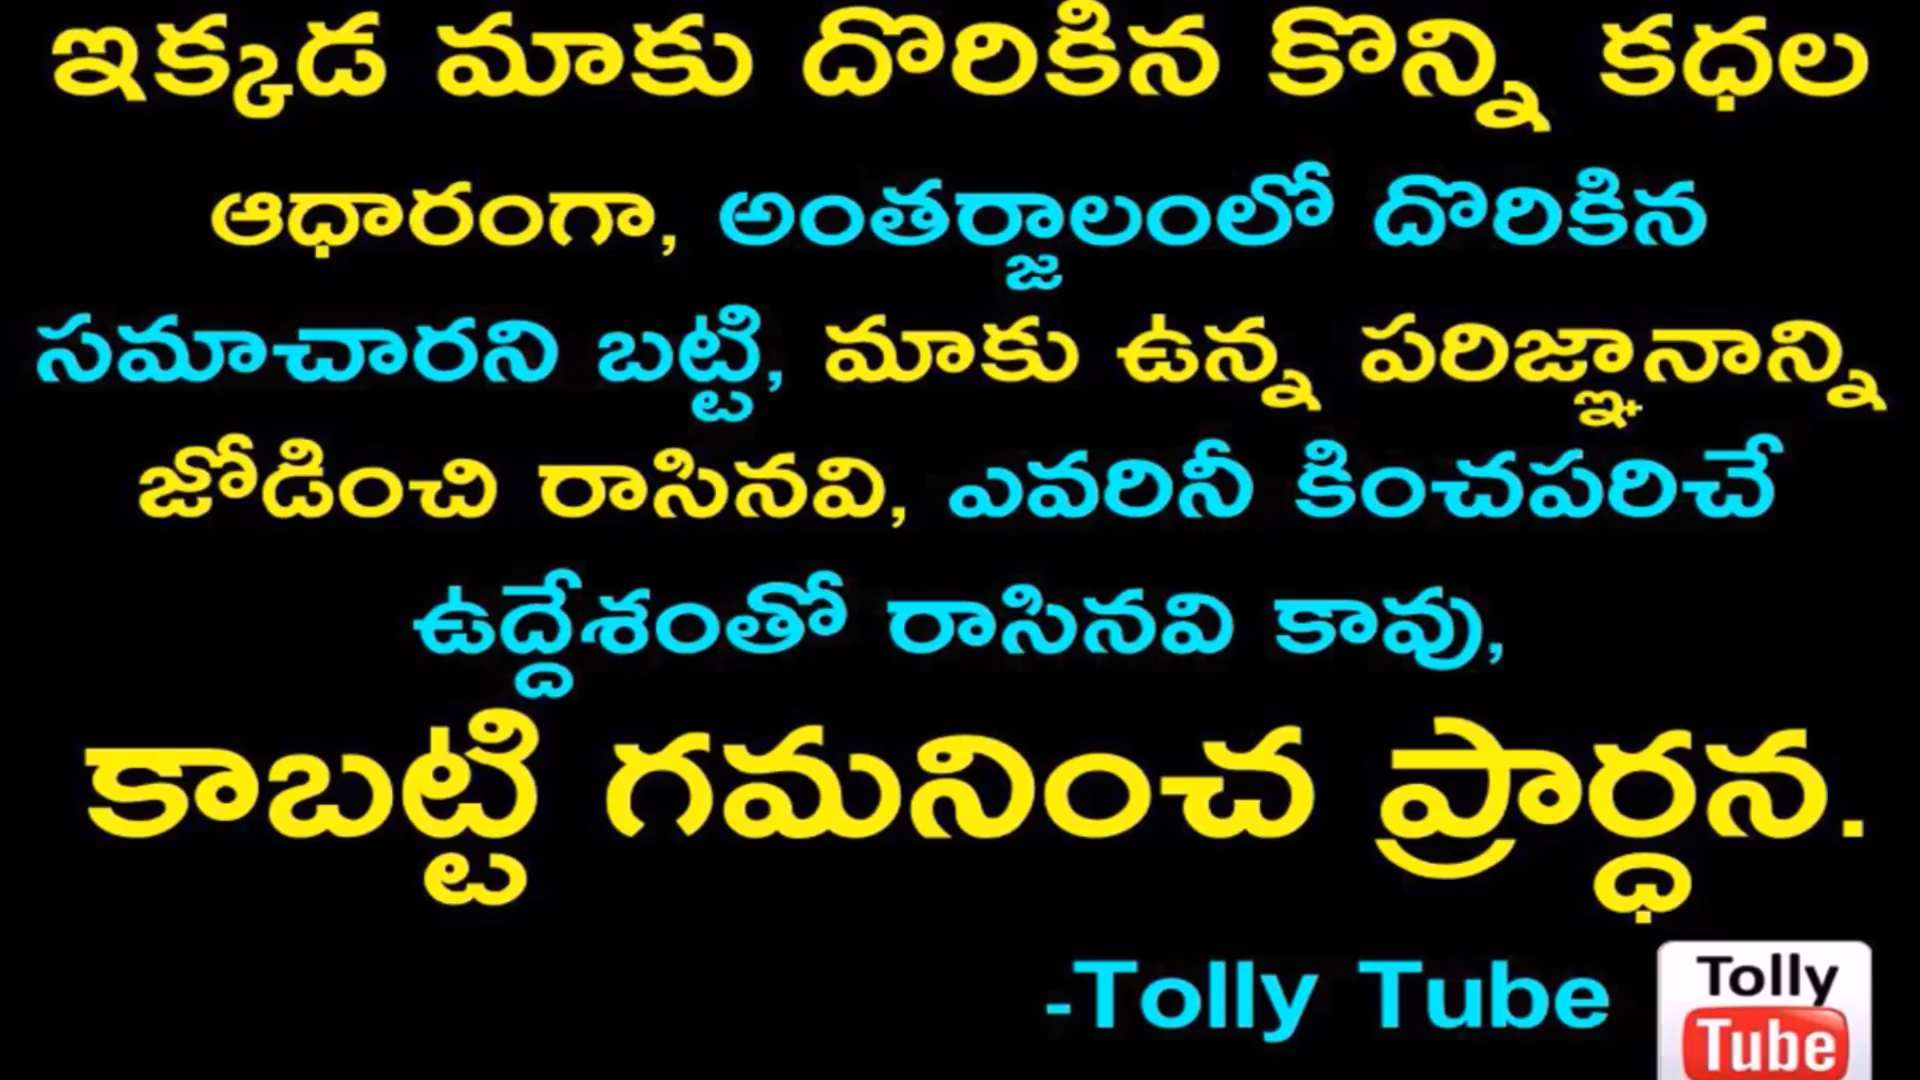 ఇక్కడ మాకు దొరికిన కొన్ని కధల
ఆధారంగా, అంతర్జాలంలో దొరికిన
సమాచారని బట్టి, మాకు ఉన్న పరిజ్ఞానాన్ని
జోడించి రాసినవి, ఎవరినీ కించపరిచే
ఉద్దేశంతో రాసినవి కావు,
కాబట్టి గమనించ ప్రార్ధన.
-Tolly Tube
Tolly
Tube